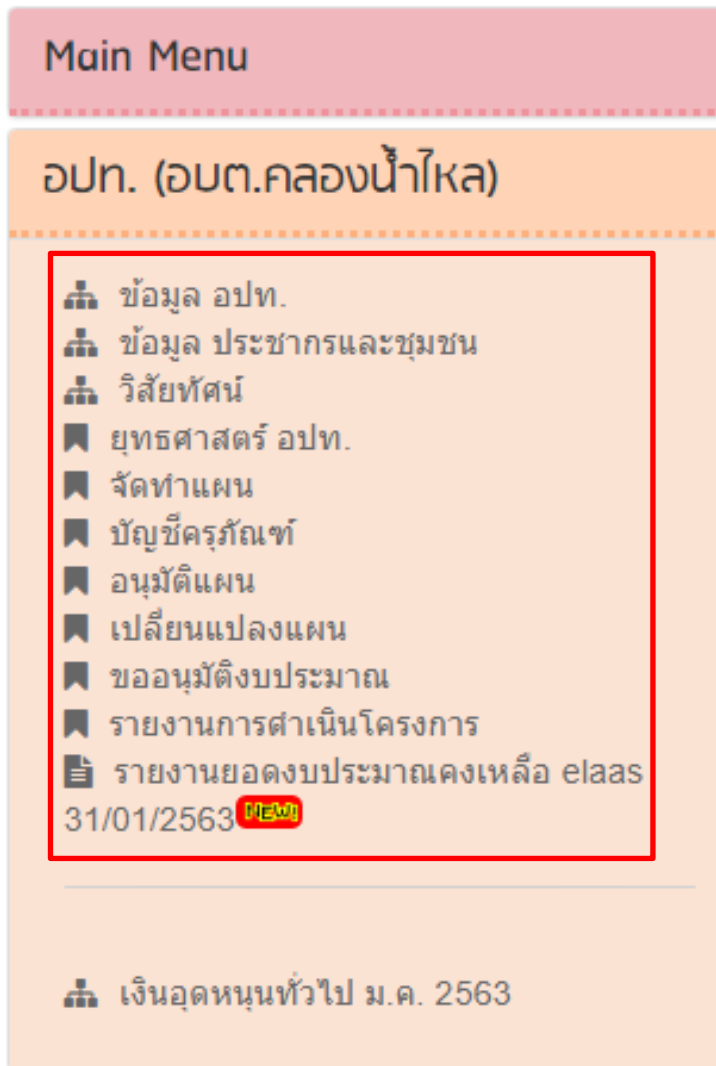 Main Menu
อปท. (อบต.คลองน้ำไหล)
ข้อมูล อปท.
ข้อมูล ประชากรและชุมชน
วิสัยทัศน์
ยุทธศาสตร์ อปท.
จัดทำแผน
บัญชีครุภัณฑ์
อนุมัติแผน
เปลี่ยนแปลงแผน
ขออนุมัติงบประมาณ
รายงานการดำเนินโครงการ
รายงานยอดงบประมาณคงเหลือ elaas
31/01/2563 NEW!
เงินอุดหนุนทั่วไป ม.ค. 2563